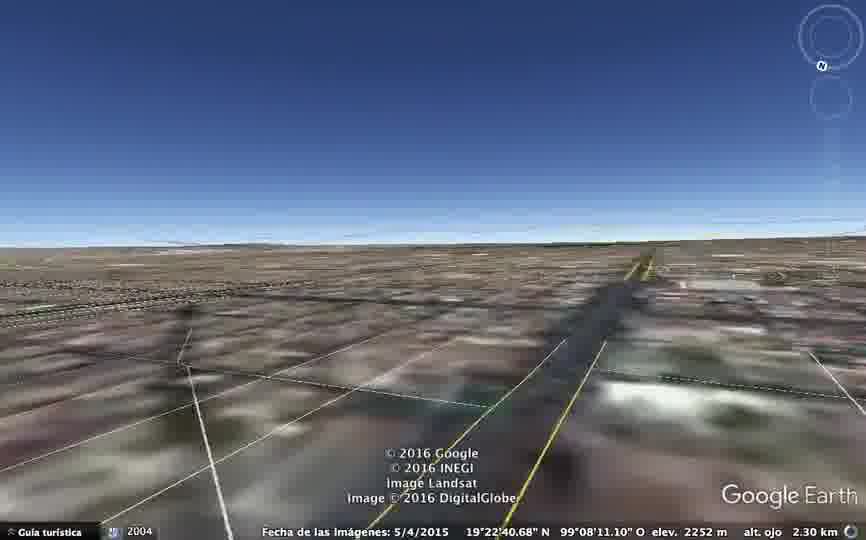 N
© 2016 Google
© 2016 INEGI
Image Landsat
Image © 2016 DigitalGlobe
Google Earth
Guía turística
2004
Fecha de las imágenes: 5/4/2015 19°22'40.68" N 99°08'11.10" O elev. 2252 m alt. ojo 2.30 km